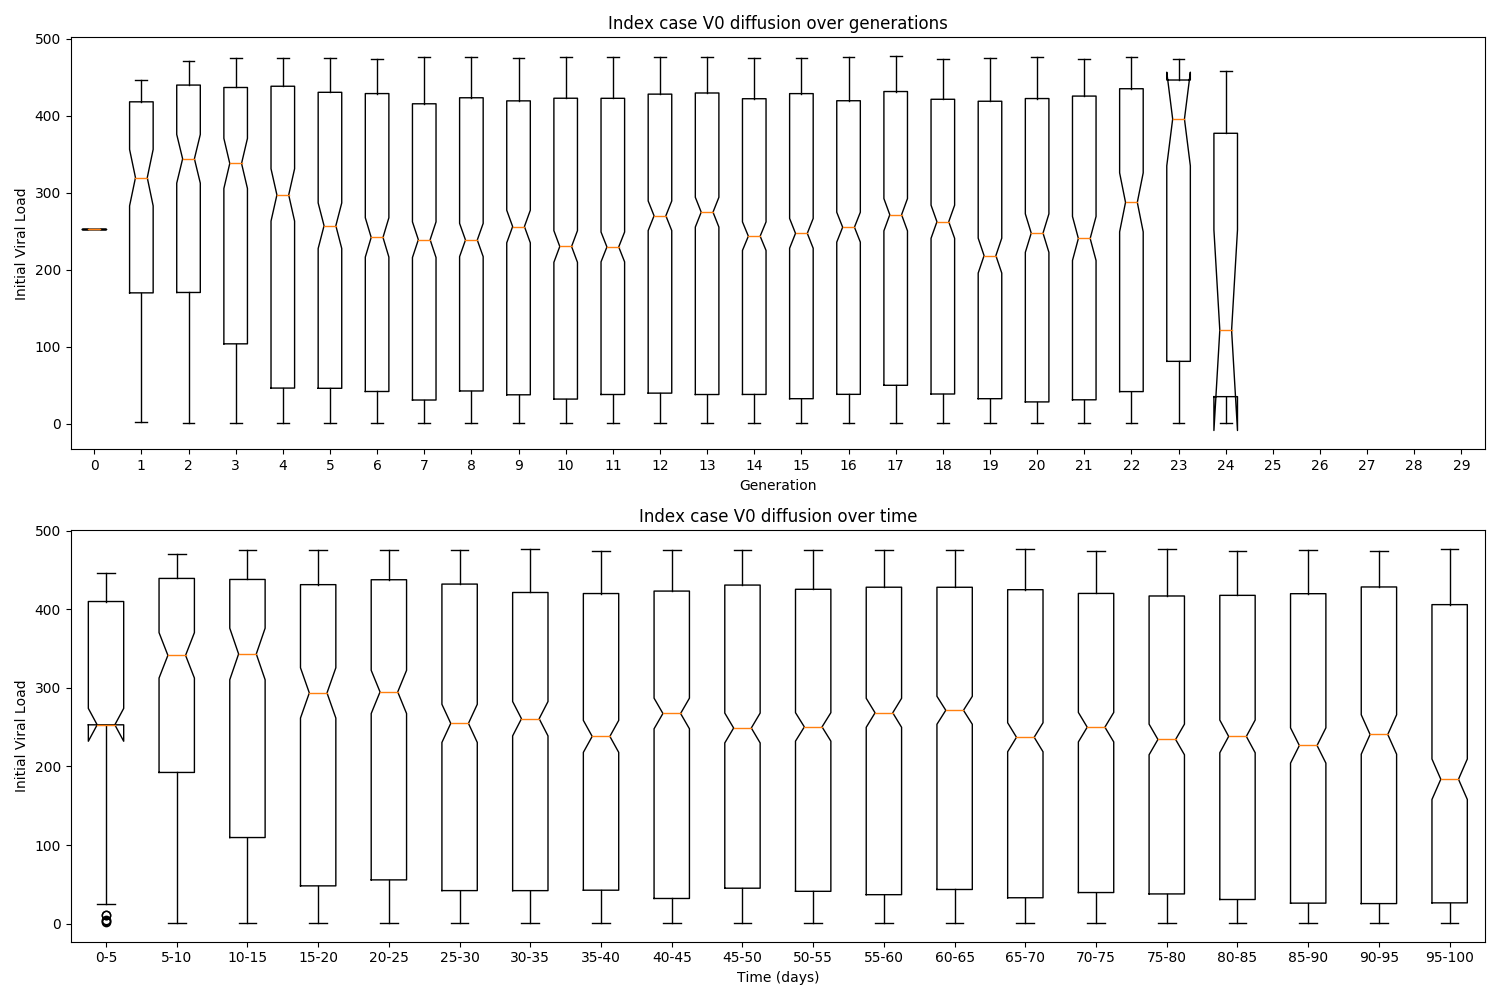 Index case V0 diffusion over generations
500
400
300
200
100
0
Initial Viral Load
0 1 2 3 4 5 6 7 8 9 10 11 12 13 14 15 16 17 18 19 20 21 22 23 24 25 26 27 28 29
Generation
Index case V0 diffusion over time
500
400
300
200
100
0
Initial Viral Load
0-5 5-10 10-15 15-20 20-25 25-30 30-35 35-40 40-45 45-50 50-55 55-60 60-65 65-70 70-75 75-80 80-85 85-90 90-95 95-100
Time (days)